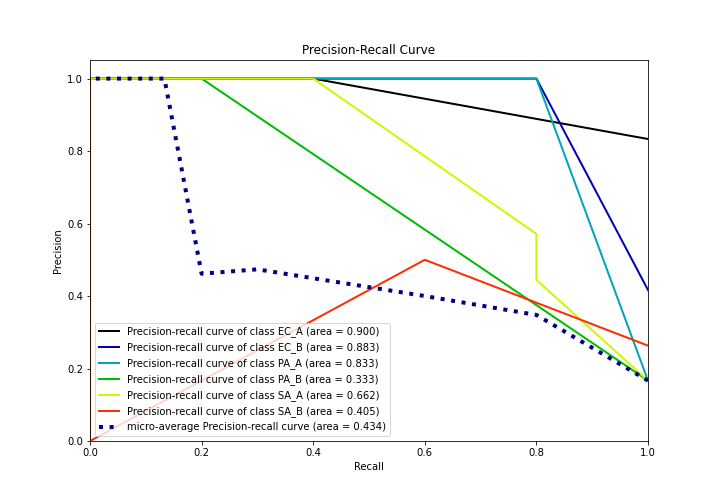 Precision-Recall Curve
Precision
1.0
0.8
0.6
0.4
0.2
0.0
Precision-recall curve of class EC_A (area = 0.900)
Precision-recall curve of class EC_B (area = 0.883)
Precision-recall curve of class PA_A (area = 0.833)
Precision-recall curve of class PA_B (area = 0.333)
Precision-recall curve of class SA_A (area = 0.662)
Precision-recall curve of class SA_B (area = 0.405)
micro-average Precision-recall curve (area = 0.434)
0.0 0.2 0.4 0.6 0.8 1.0
Recall